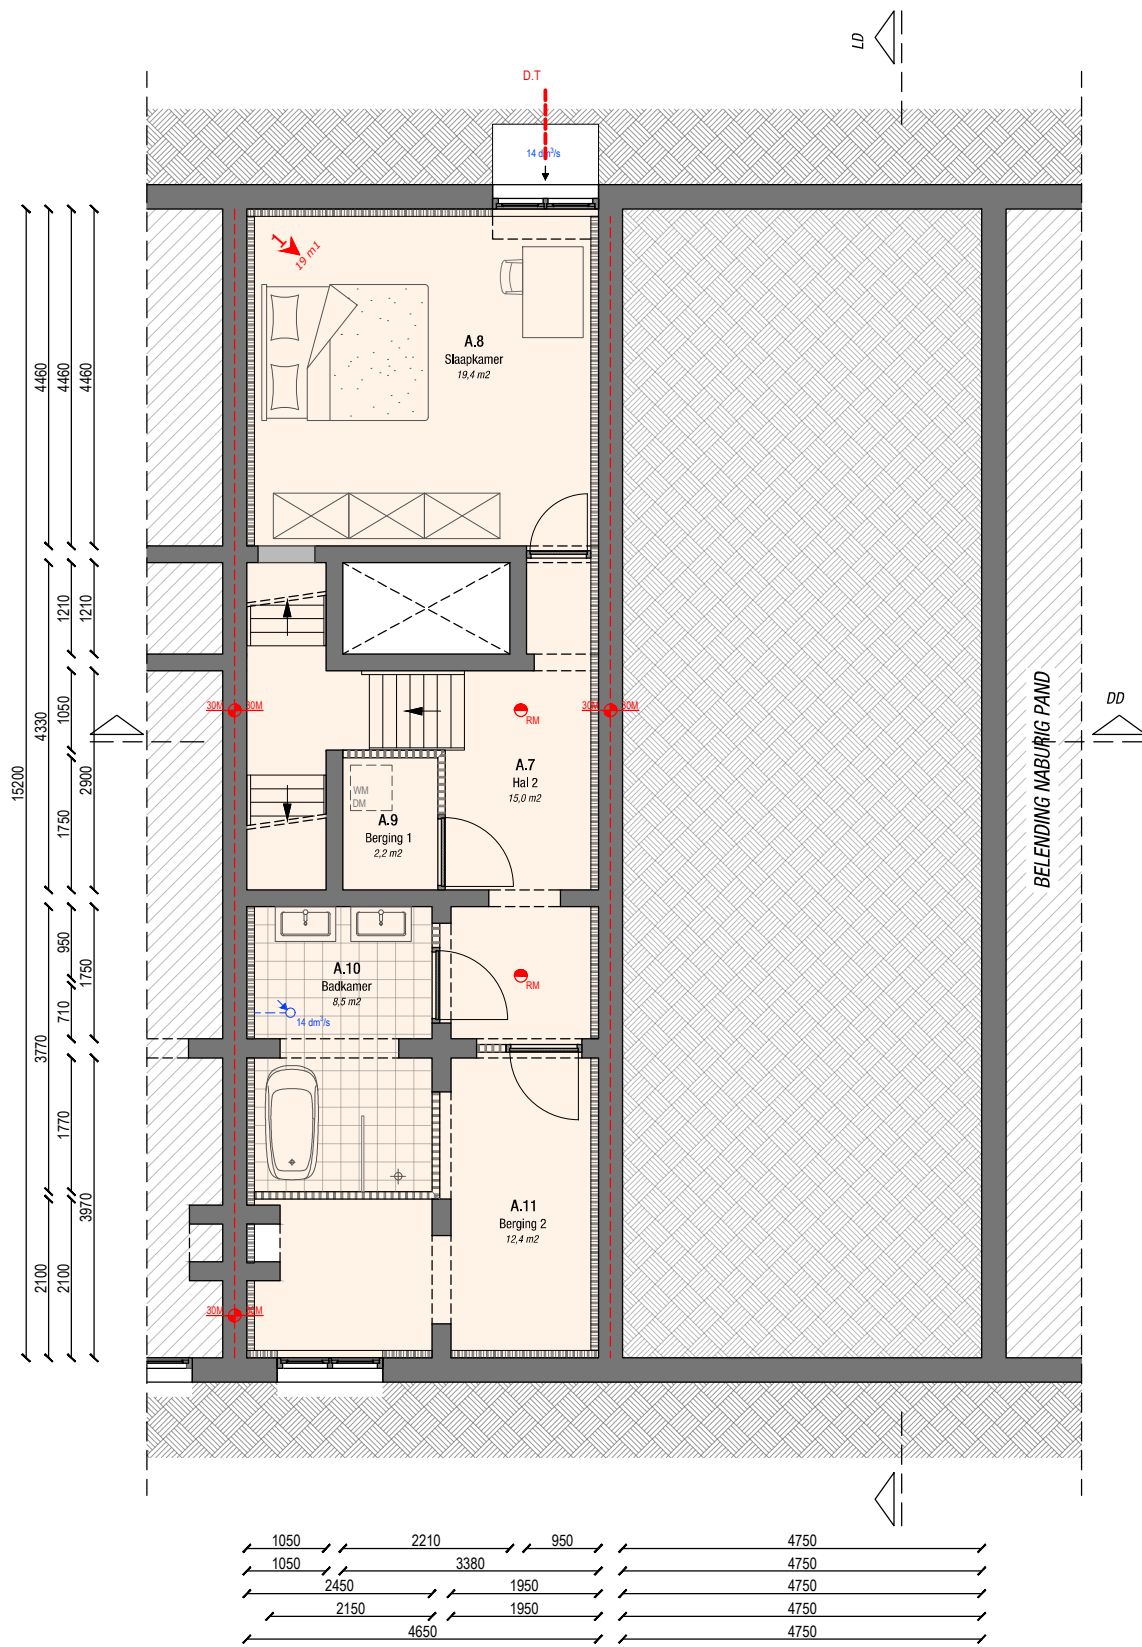 LD
D.T
14 dm³/s
1
19 m1
A.8
Slaapkamer
19,4 m2
4460
4460
4460
1210
1210
4330
1050
2900
1750
15200
30M 30M
RM
30M 30M
DD
BELENDING NABURIG PAND
A.7
Hal 2
15,0 m2
WM
DM
A.9
Berging 1
2,2 m2
950
1750
710
3770
A.10
Badkamer
8,5 m2
14 dm³/s
RM
1770
3970
2100
2100
A.11
Berging 2
12,4 m2
30M 30M
1050 2210 950 4750
1050 3380 4750
2450 1950 4750
2150 1950 4750
4650 4750